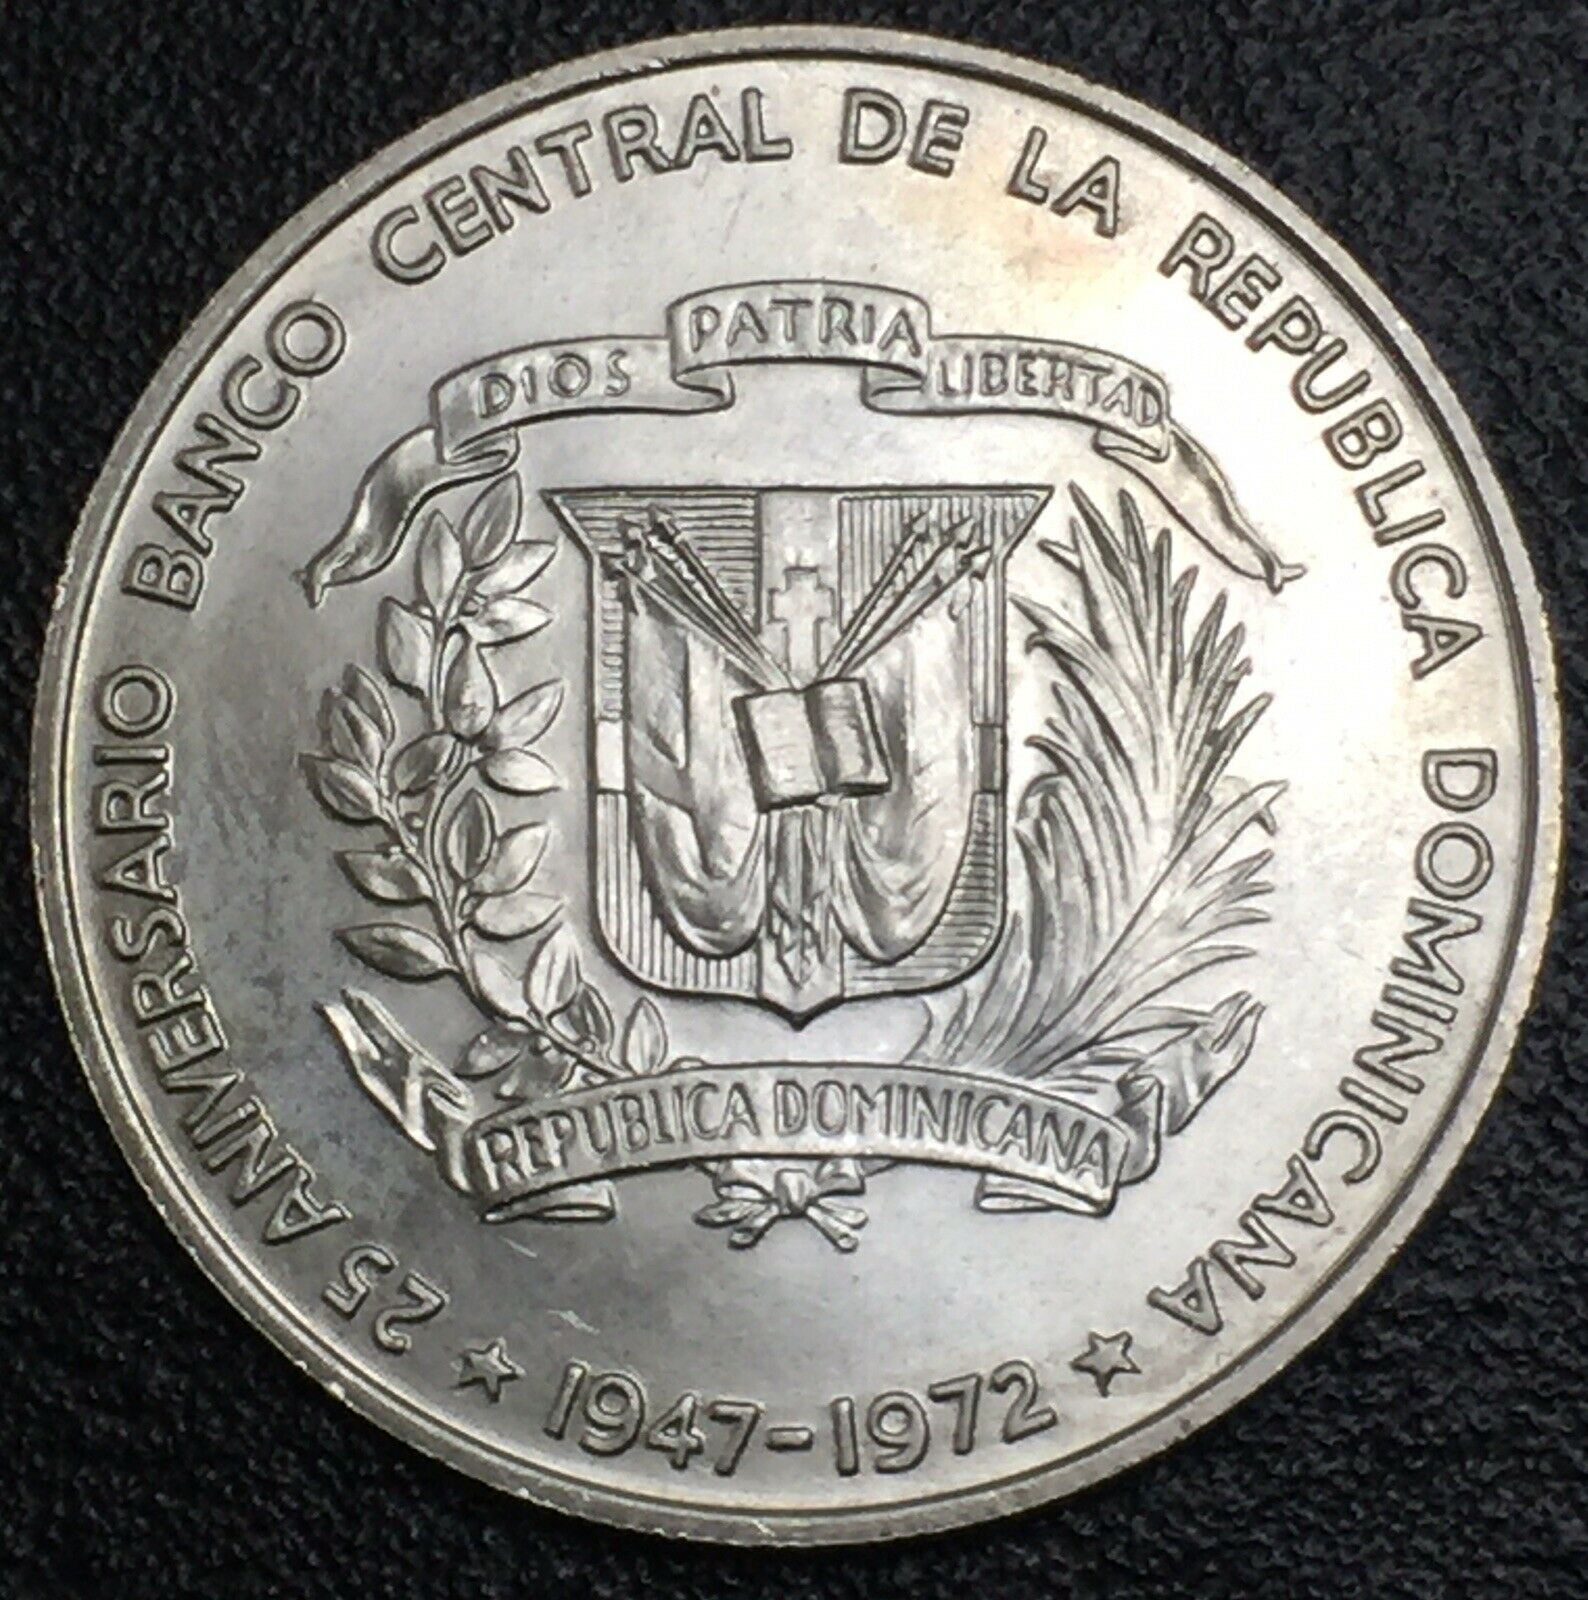 25 ANIVERSARIO BANCO CENTRAL DE LA REPUBLICA DOMINICANA
DIOS PATRIA LIBERTAD
REPUBLICA DOMINICANA
★ 1947-1972 ★